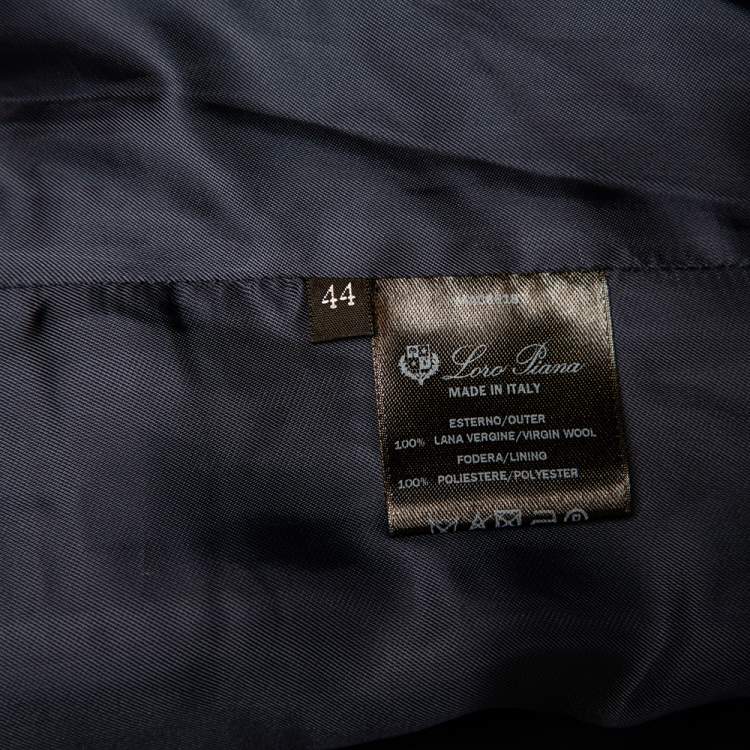 44
Loro Piana
MADE IN ITALY
ESTERNO/OUTER
100% LANA VERGINE/VIRGIN WOOL
FODERA/LINING
100% POLIESTERE/POLYESTER